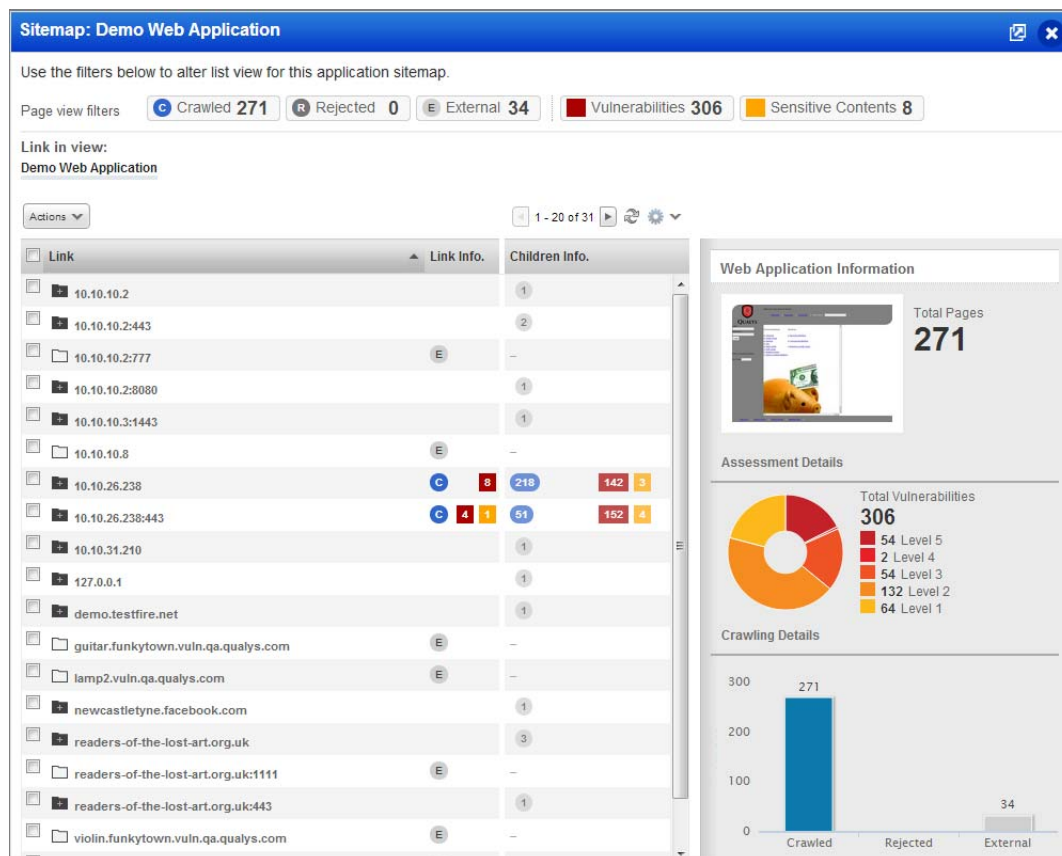 Sitemap: Demo Web Application
Use the filters below to alter list view for this application sitemap.
Page view filters C Crawled 271 R Rejected 0 E External 34 Vulnerabilities 306 Sensitive Contents 8
Link in view:
Demo Web Application
Actions 1 - 20 of 31
Link Link Info. Children Info.
10.10.10.2 1
10.10.10.2:443 2
10.10.10.2:777 E –
10.10.10.2:8080 1
10.10.10.3:1443 1
10.10.10.8 E –
10.10.26.238 C 8 218 142 3
10.10.26.238:443 C 4 1 51 152 4
10.10.31.210 1
127.0.0.1 1
demo.testfire.net 1
guitar.funkytown.vuln.qa.qualys.com E –
lamp2.vuln.qa.qualys.com E –
newcastletyne.facebook.com 1
readers-of-the-lost-art.org.uk 3
readers-of-the-lost-art.org.uk:1111 E –
readers-of-the-lost-art.org.uk:443 1
violin.funkytown.vuln.qa.qualys.com E –
Web Application Information
QUALYS
Total Pages
271
Assessment Details
Total Vulnerabilities
306
54 Level 5
2 Level 4
54 Level 3
132 Level 2
64 Level 1
Crawling Details
300
200
100
0
271
34
Crawled Rejected External